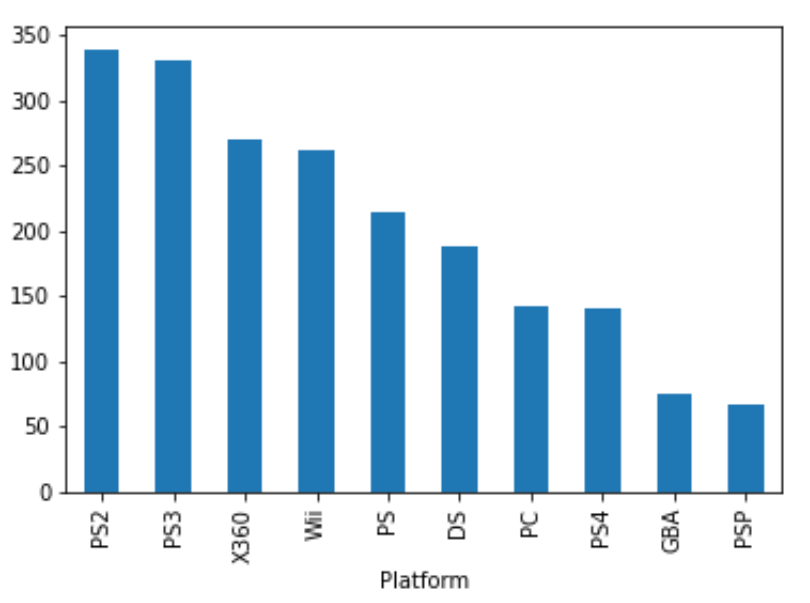 350
300
250
200
150
100
50
0
PS2
PS3
X360
Wii
PS
DS
PC
PS4
GBA
PSP
Platform